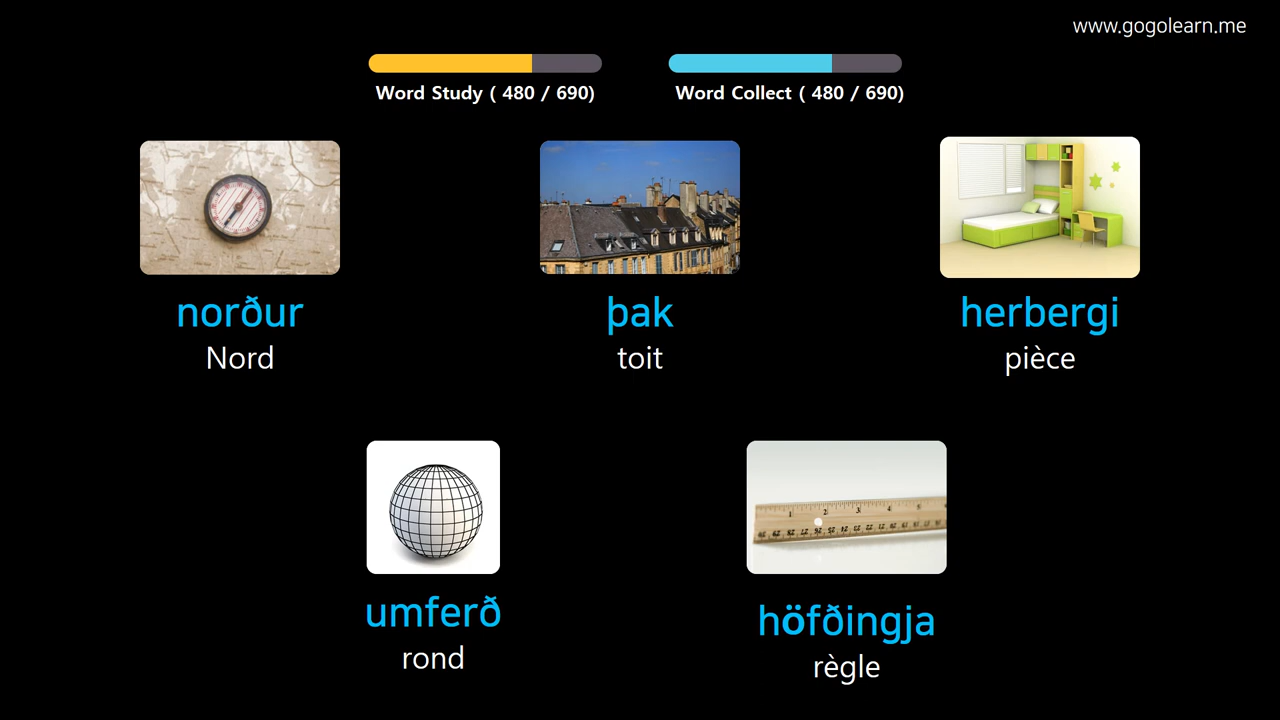 www.gogolearn.me
Word Study ( 480 / 690)
Word Collect ( 480 / 690)
norður
Nord
þak
toit
herbergi
pièce
umferð
rond
höfðingja
règle